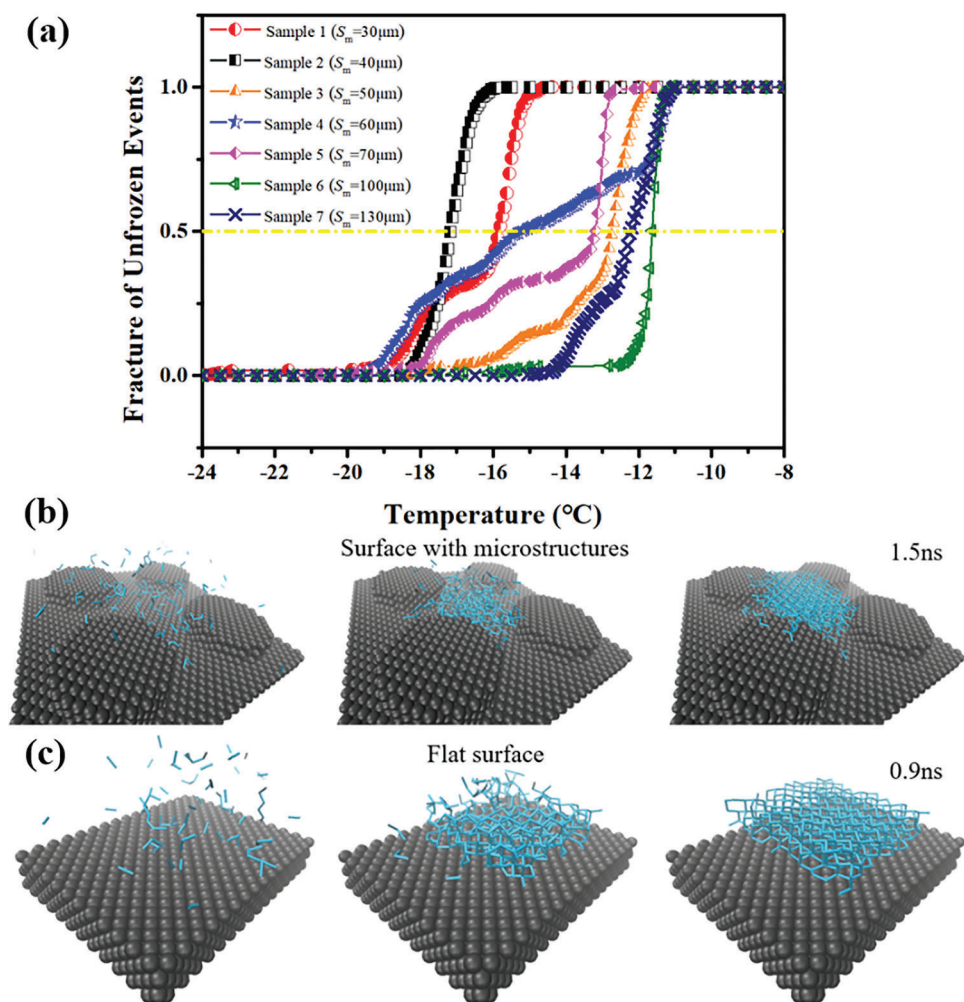 (a)
Sample 1 (Sm=30μm)
Sample 2 (Sm=40μm)
Sample 3 (Sm=50μm)
Sample 4 (Sm=60μm)
Sample 5 (Sm=70μm)
Sample 6 (Sm=100μm)
Sample 7 (Sm=130μm)
Fracture of Unfrozen Events
1.0
0.5
0.0
-24 -22 -20 -18 -16 -14 -12 -10 -8
Temperature (°C)
(b)
Surface with microstructures
1.5ns
(c)
Flat surface
0.9ns